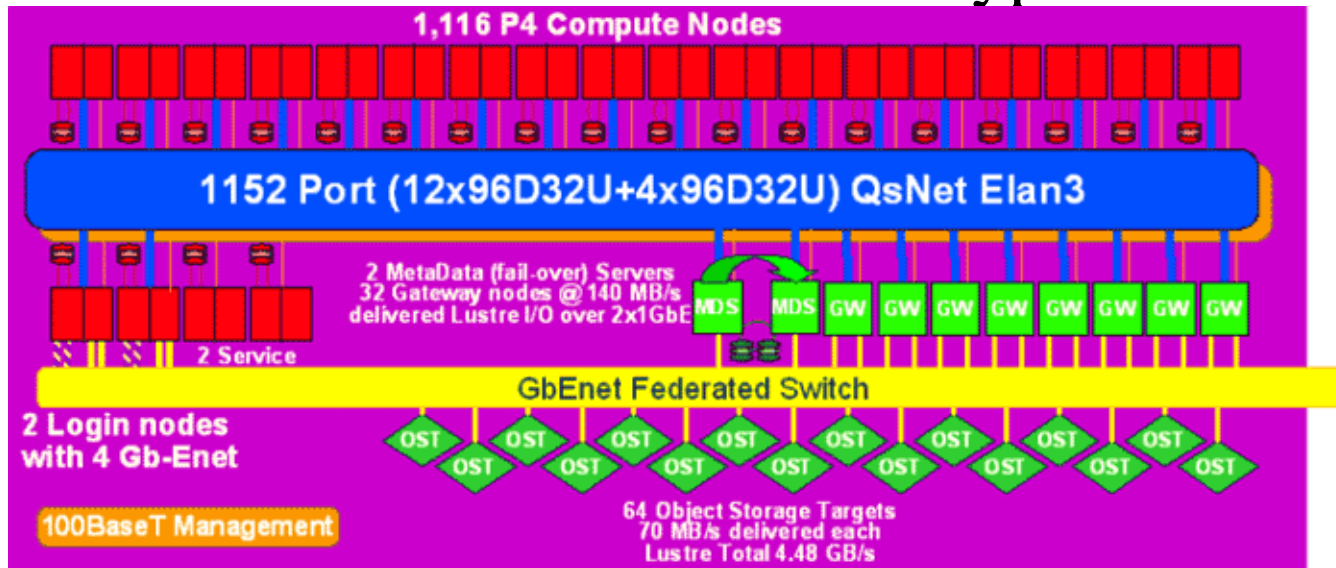 1,116 P4 Compute Nodes
1152 Port (12x96D32U+4x96D32U) QsNet Elan3
2 MetaData (fail-over) Servers
32 Gateway nodes @ 140 MB/s
delivered Lustre I/O over 2x1GbE
MDS MDS GW GW GW GW GW GW GW GW
2 Service
GbEnet Federated Switch
2 Login nodes
with 4 Gb-Enet
OST OST OST OST OST OST OST OST
OST OST OST OST OST OST OST OST
64 Object Storage Targets
70 MB/s delivered each
Lustre Total 4.48 GB/s
100BaseT Management